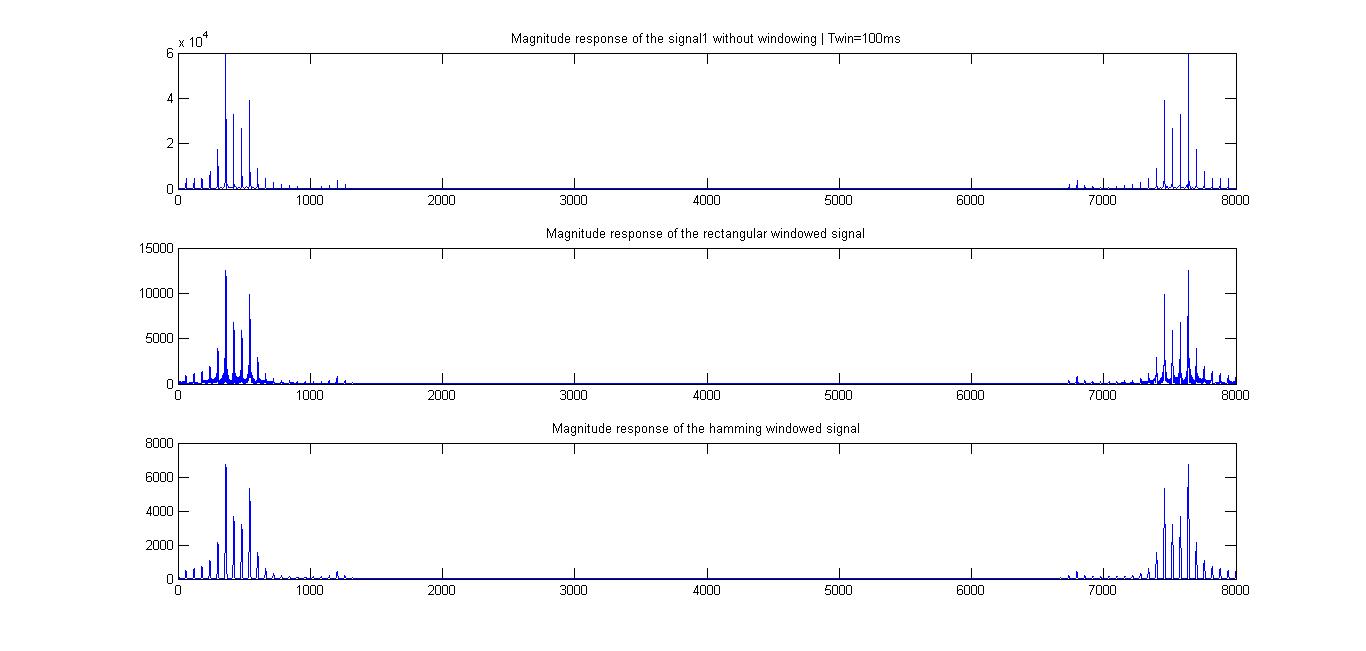 x 10^4
Magnitude response of the signal1 without windowing | Twin=100ms
6
4
2
0
0 1000 2000 3000 4000 5000 6000 7000 8000
Magnitude response of the rectangular windowed signal
15000
10000
5000
0
0 1000 2000 3000 4000 5000 6000 7000 8000
Magnitude response of the hamming windowed signal
8000
6000
4000
2000
0
0 1000 2000 3000 4000 5000 6000 7000 8000